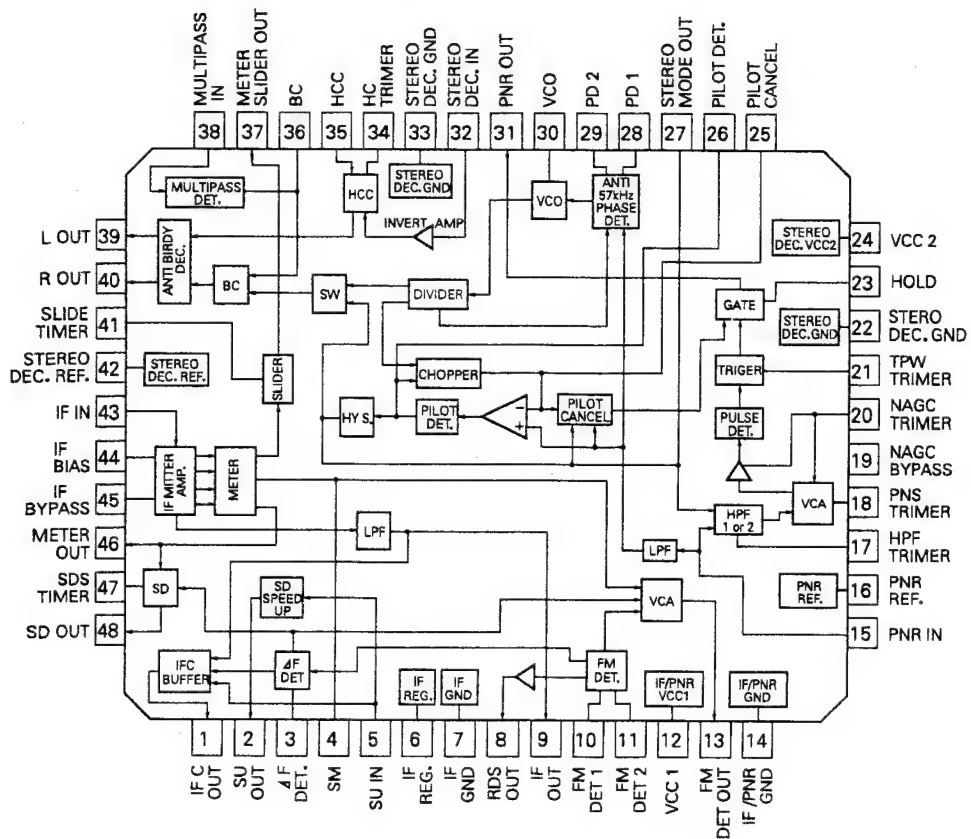 MULTIPASS
IN
METER
SLIDER OUT
BC
HCC
HC
TRIMER
STEREO
DEC. GND
STEREO
DEC. IN
PNR OUT
VCO
PD 2
PD 1
STEREO
MODE OUT
PILOT DET.
PILOT
CANCEL
38
37
36
35
34
33
32
31
30
29
28
27
26
25
L OUT 39
R OUT 40
SLIDE
TIMER 41
STEREO
DEC. REF. 42
IF IN 43
IF
BIAS 44
IF
BYPASS 45
METER
OUT 46
SDS
TIMER 47
SD OUT 48
MULTIPASS
DET.
HCC
STEREO
DEC.GND
INVERT AMP
VCO
ANTI
57kHz
PHASE
DET.
ANTI BIRDY
DEC.
BC
SW
DIVIDER
STEREO
DEC. VCC2
GATE
STEREO
DEC.GND
STEREO
DEC. REF.
SLIDER
CHOPPER
TRIGER
HY S.
PILOT
DET.
−
+
PILOT
CANCEL
PULSE
DET.
IF MITTER
AMP.
METER
LPF
LPF
HPF
1 or 2
VCA
SD
SD
SPEED
UP
VCA
PNR
REF.
IFC
BUFFER
ΔF
DET
IF
REG.
IF
GND
FM
DET.
IF/PNR
VCC1
IF/PNR
GND
24 VCC 2
23 HOLD
22 STERO
DEC.GND
21 TPW
TRIMER
20 NAGC
TRIMER
19 NAGC
BYPASS
18 PNS
TRIMER
17 HPF
TRIMER
16 PNR
REF.
15 PNR IN
1
2
3
4
5
6
7
8
9
10
11
12
13
14
IF C
OUT
SU
OUT
ΔF
DET.
SM
SU IN
IF
REG.
IF
GND
RDS
OUT
IF
OUT
FM
DET 1
FM
DET 2
VCC 1
FM
DET OUT
IF /PNR
GND